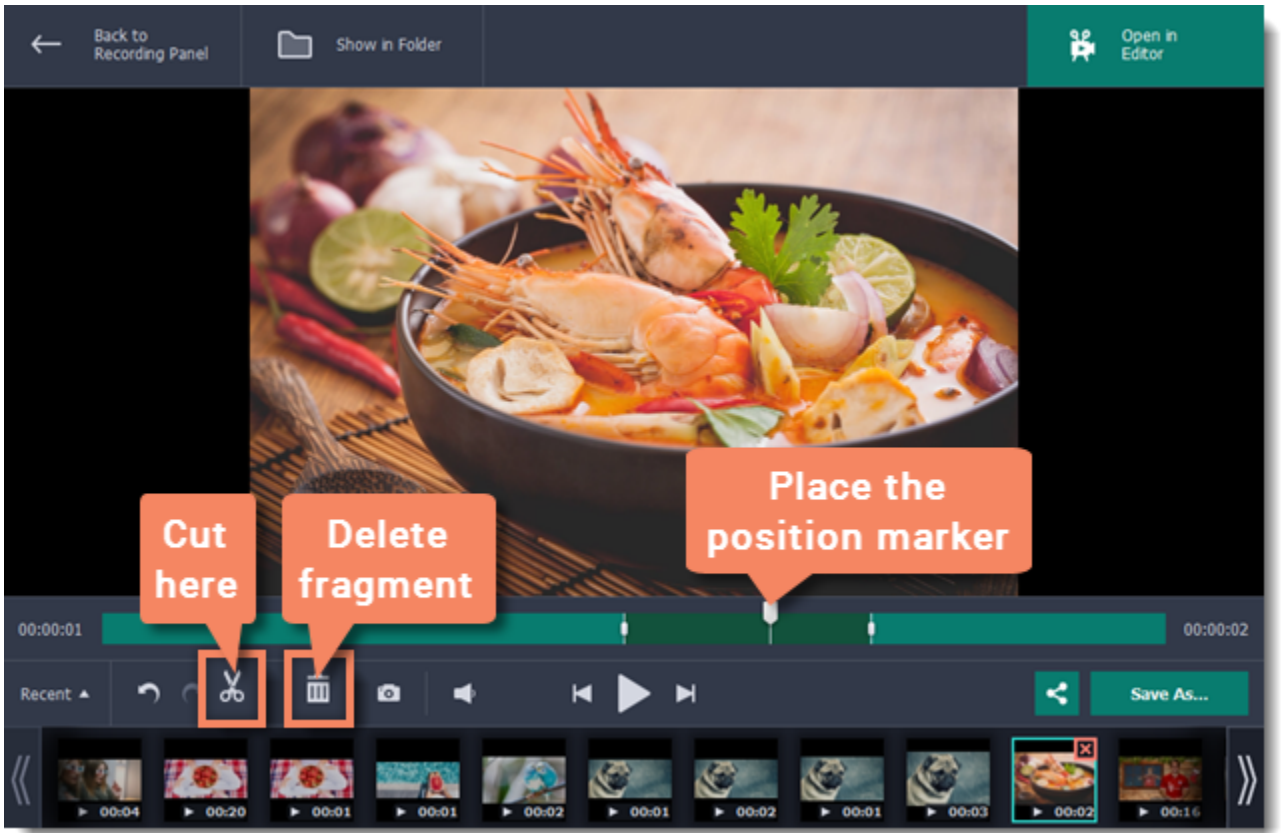 Back to
Recording Panel
Show in Folder
Open in
Editor
Place the
position marker
Cut
here
Delete
fragment
00:00:01
00:00:02
Recent
Save As...
00:04
00:20
00:01
00:01
00:02
00:01
00:02
00:01
00:03
00:02
00:16